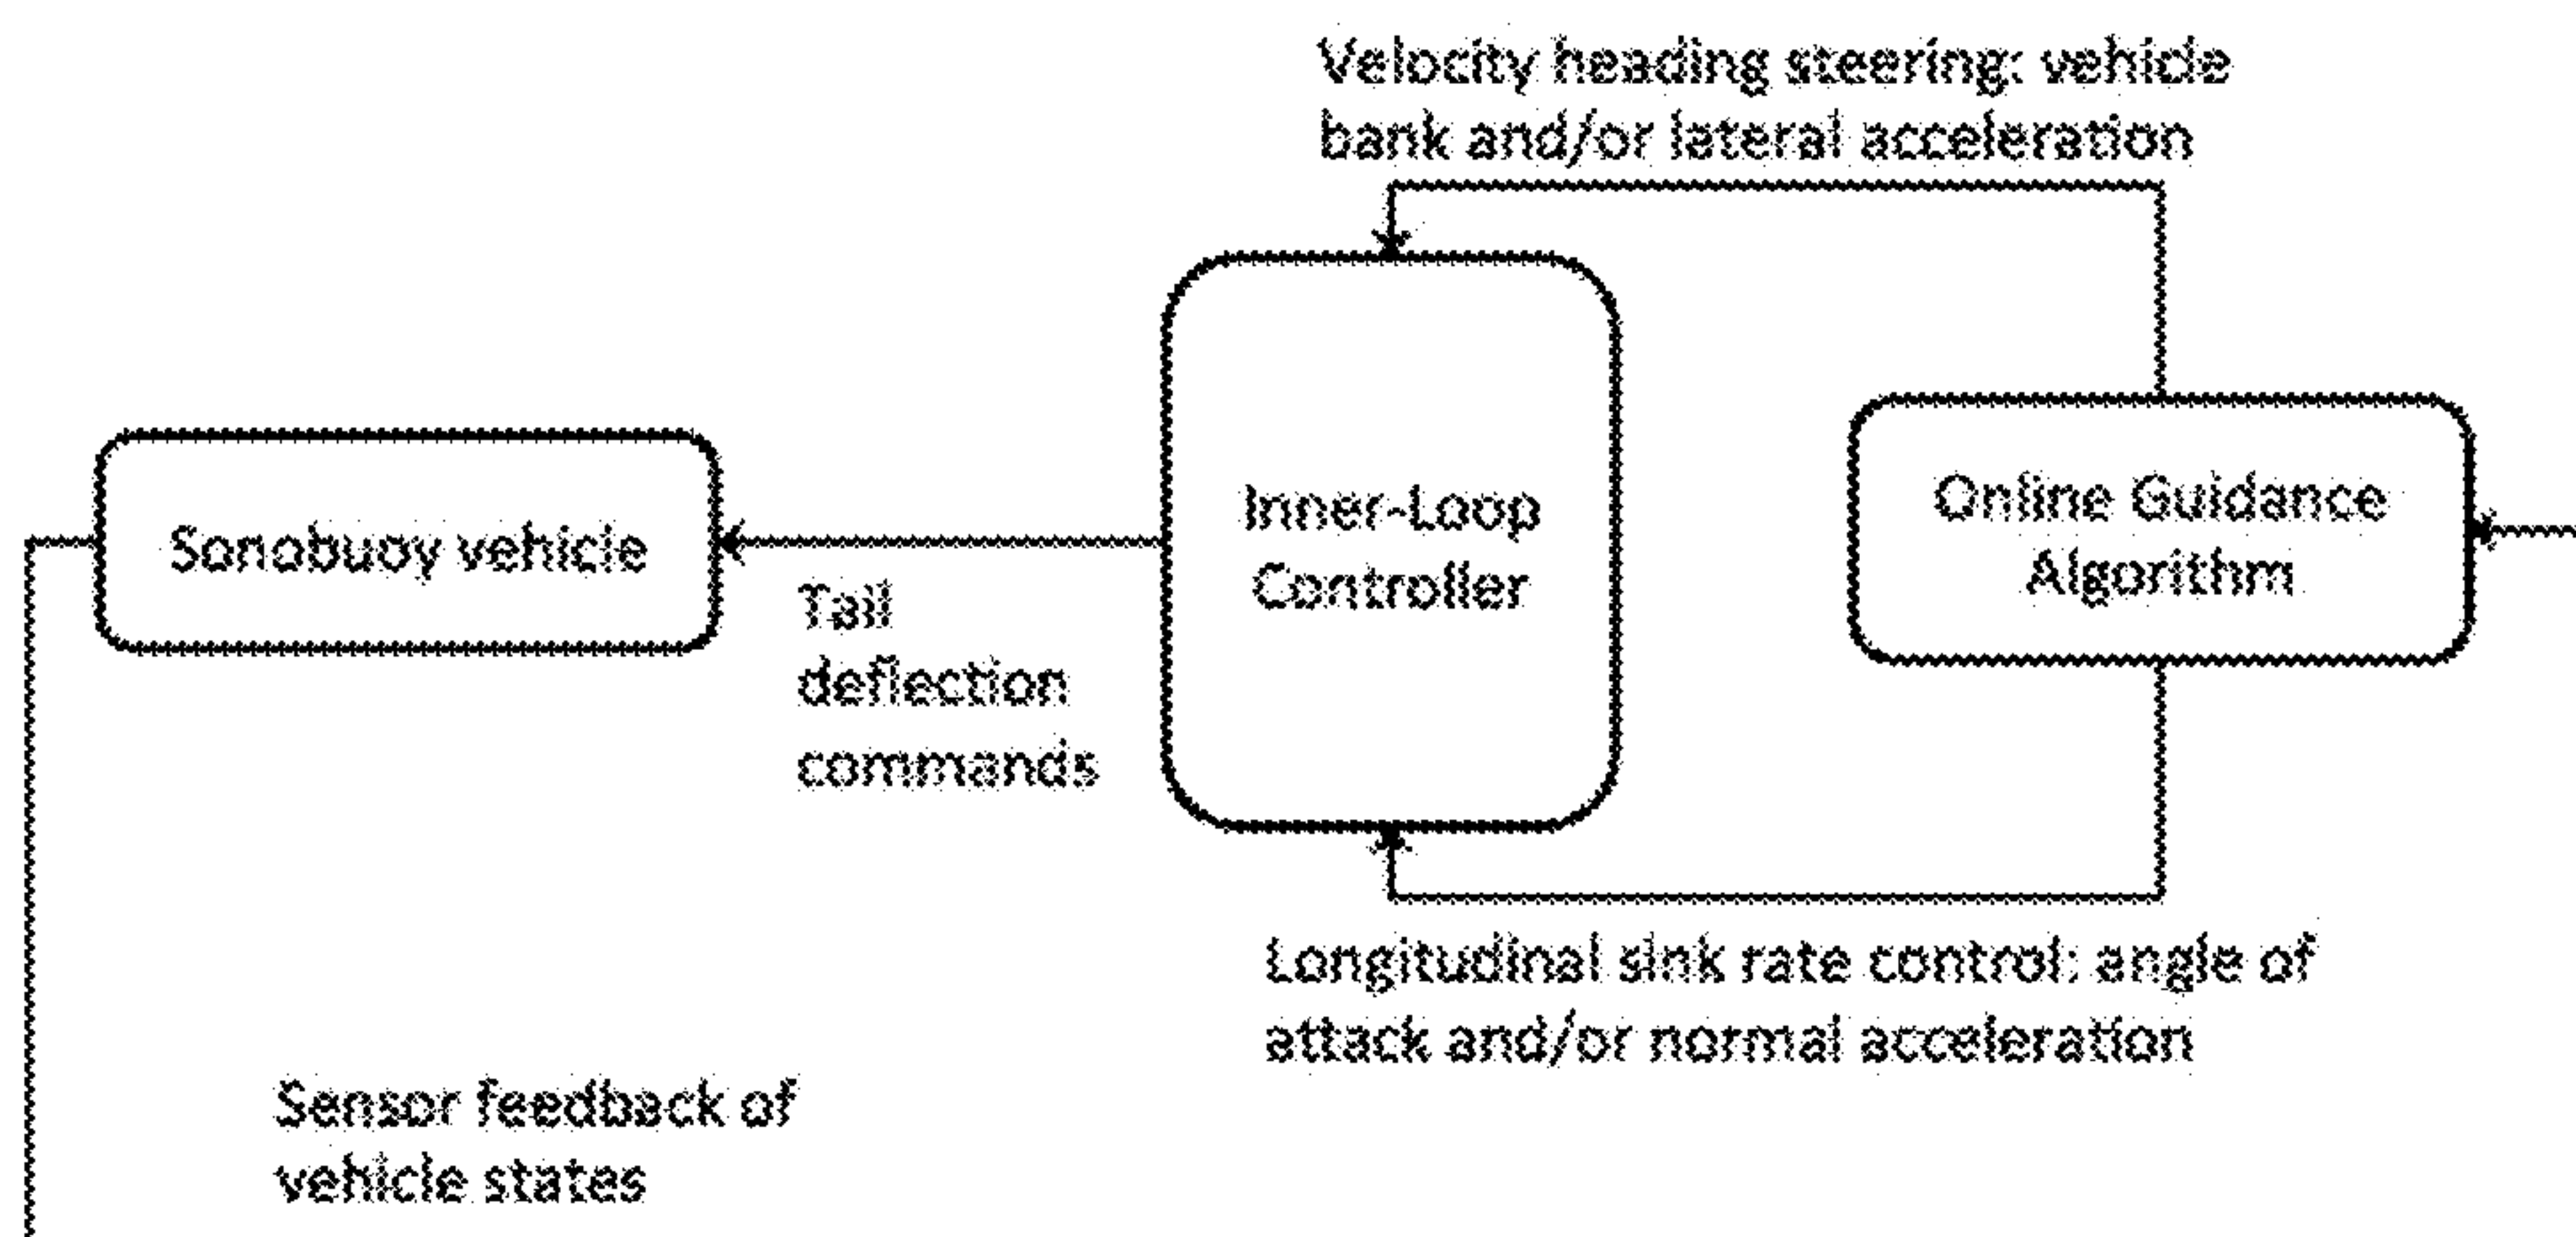 Velocity heading steering: vehicle
bank and/or lateral acceleration
Sonobuoy vehicle
Tail
deflection
commands
Inner-Loop
Controller
Online Guidance
Algorithm
Longitudinal sink rate control: angle of
attack and/or normal acceleration
Sensor feedback of
vehicle states